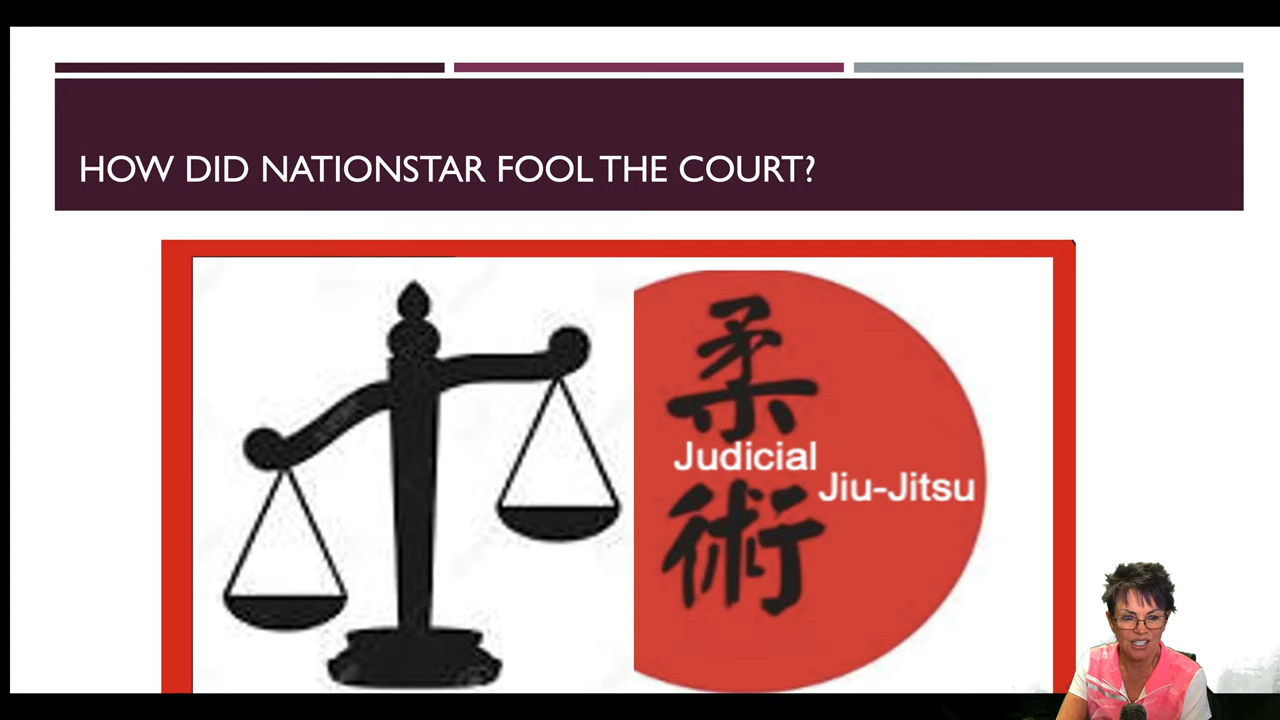 HOW DID NATIONSTAR FOOL THE COURT?
柔
Judicial
Jiu-Jitsu
術